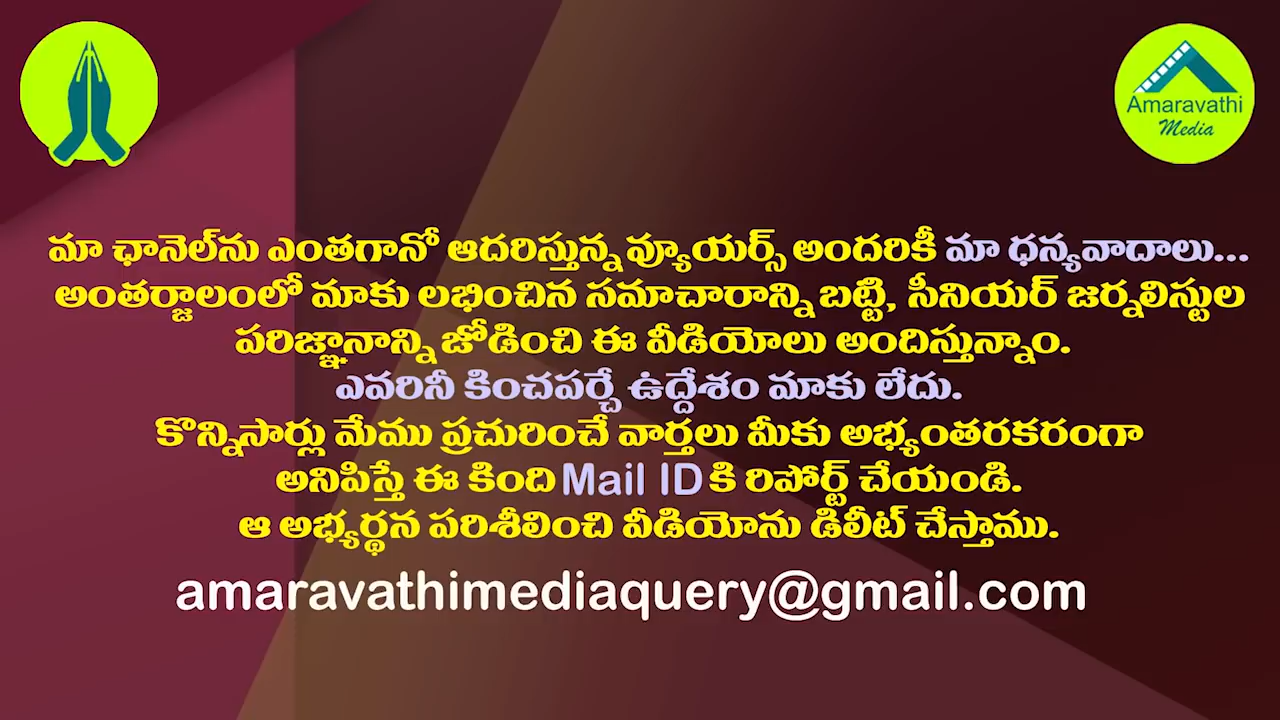 Amaravathi
Media
మా ఛానెల్‌ను ఎంతగానో ఆదరిస్తున్న వ్యూయర్స్ అందరికీ మా ధన్యవాదాలు...
అంతర్జాలంలో మాకు లభించిన సమాచారాన్ని బట్టి, సీనియర్ జర్నలిస్టుల
పరిజ్ఞానాన్ని జోడించి ఈ వీడియోలు అందిస్తున్నాం.
ఎవరినీ కించపర్చే ఉద్దేశం మాకు లేదు.
కొన్నిసార్లు మేము ప్రచురించే వార్తలు మీకు అభ్యంతరకరంగా
అనిపిస్తే ఈ కింది Mail ID కి రిపోర్ట్ చేయండి.
ఆ అభ్యర్థన పరిశీలించి వీడియోను డిలీట్ చేస్తాము.
amaravathimediaquery@gmail.com